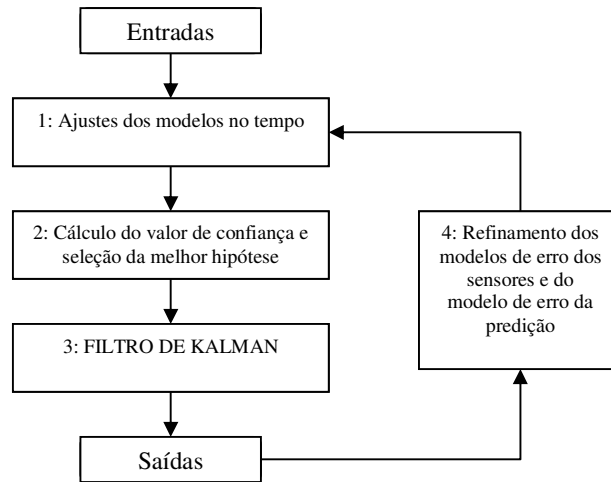 Entradas
1: Ajustes dos modelos no tempo
2: Cálculo do valor de confiança e
seleção da melhor hipótese
3: FILTRO DE KALMAN
4: Refinamento dos
modelos de erro dos
sensores e do
modelo de erro da
predição
Saídas